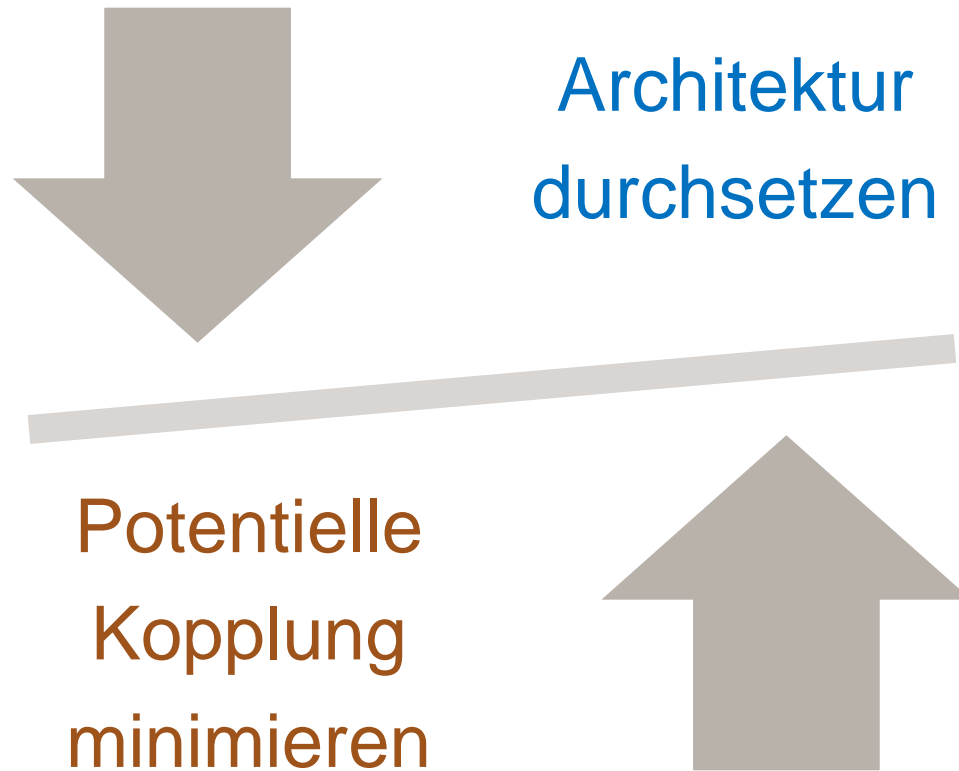 Architektur
durchsetzen
Potentielle
Kopplung
minimieren